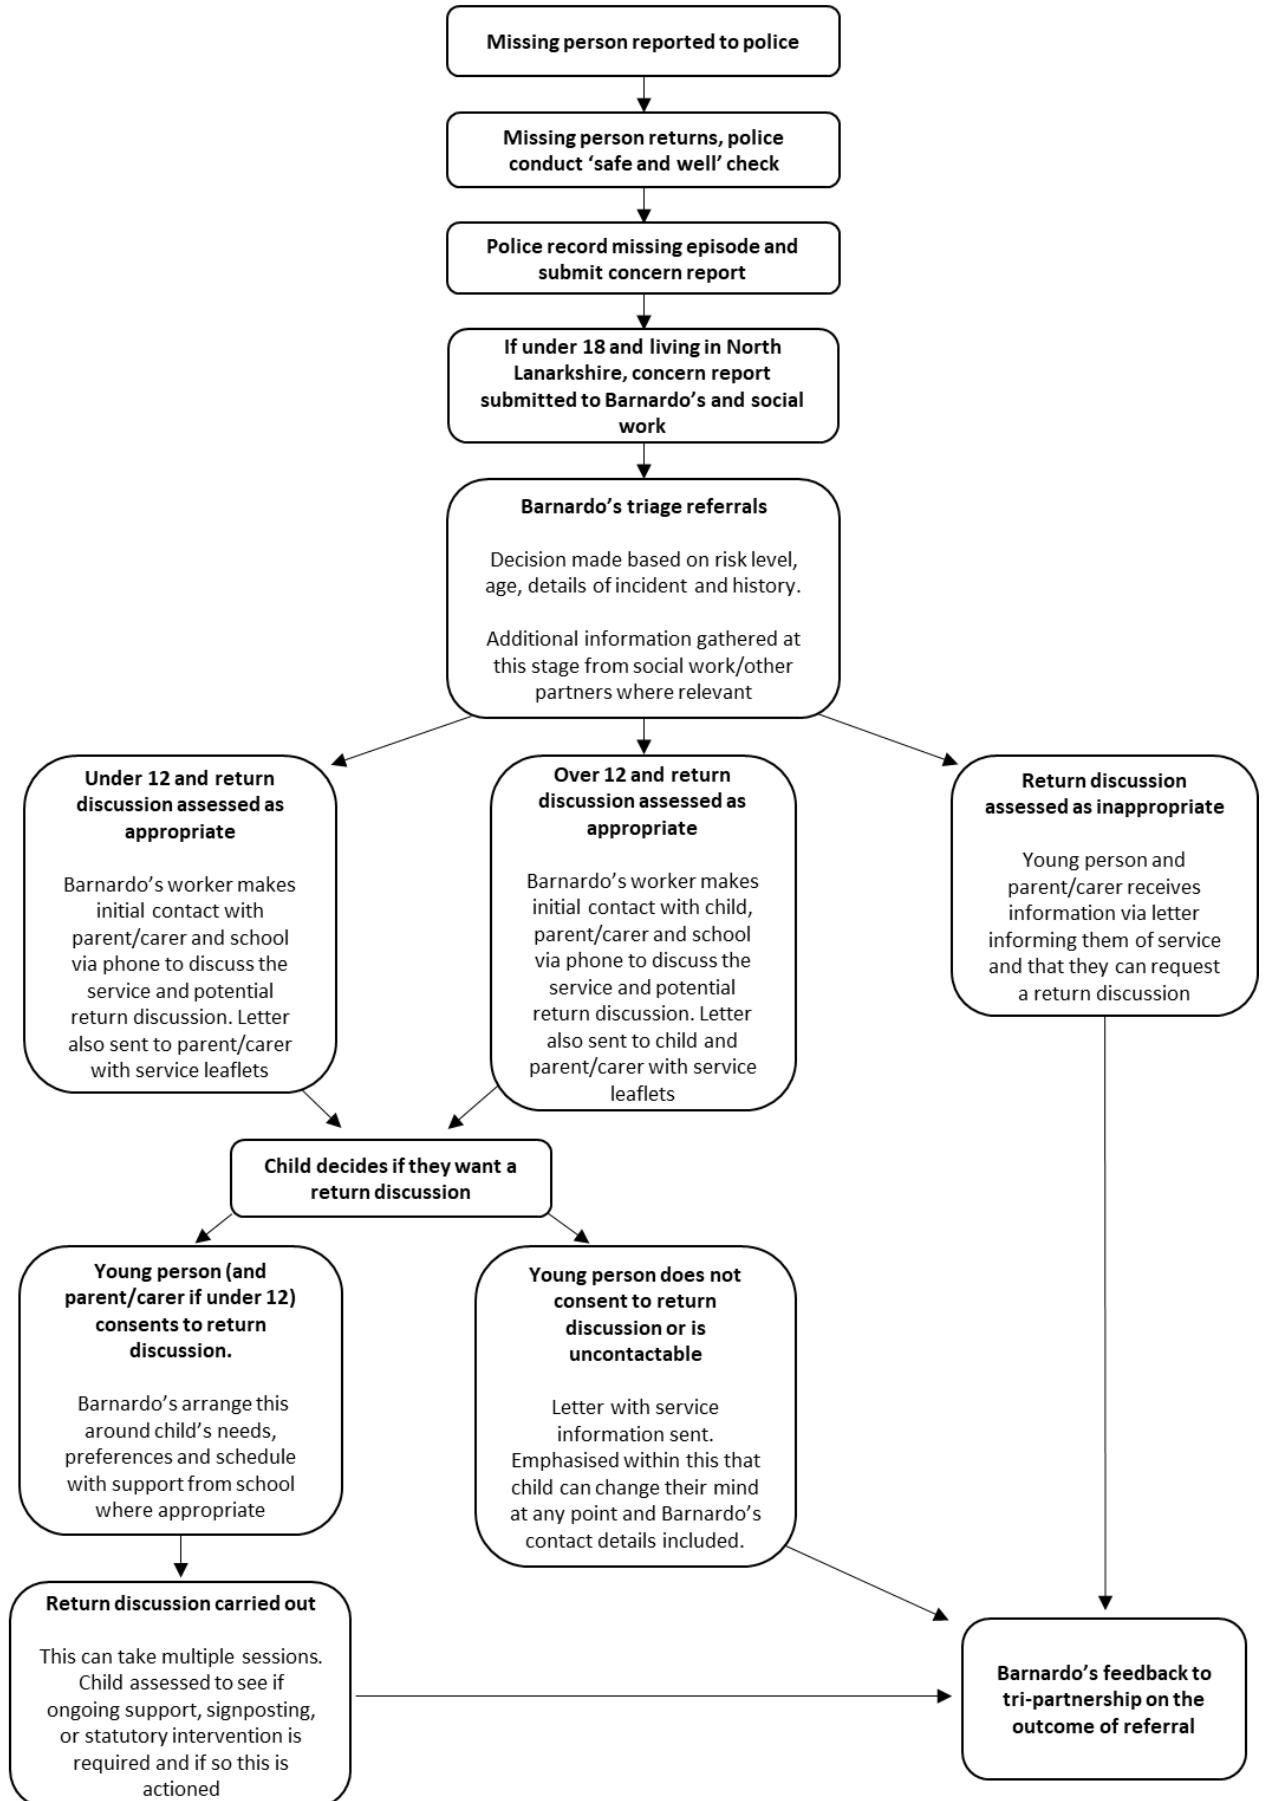 Missing person reported to police
Missing person returns, police
conduct ‘safe and well’ check
Police record missing episode and
submit concern report
If under 18 and living in North
Lanarkshire, concern report
submitted to Barnardo’s and social
work
Barnardo’s triage referrals
Decision made based on risk level,
age, details of incident and history.
Additional information gathered at
this stage from social work/other
partners where relevant
Under 12 and return
discussion assessed as
appropriate
Barnardo’s worker makes
initial contact with
parent/carer and school
via phone to discuss the
service and potential
return discussion. Letter
also sent to parent/carer
with service leaflets
Over 12 and return
discussion assessed as
appropriate
Barnardo’s worker makes
initial contact with child,
parent/carer and school
via phone to discuss the
service and potential
return discussion. Letter
also sent to child and
parent/carer with service
leaflets
Return discussion
assessed as inappropriate
Young person and
parent/carer receives
information via letter
informing them of service
and that they can request
a return discussion
Child decides if they want a
return discussion
Young person (and
parent/carer if under 12)
consents to return
discussion.
Barnardo’s arrange this
around child’s needs,
preferences and schedule
with support from school
where appropriate
Young person does not
consent to return
discussion or is
uncontactable
Letter with service
information sent.
Emphasised within this that
child can change their mind
at any point and Barnardo’s
contact details included.
Return discussion carried out
This can take multiple sessions.
Child assessed to see if
ongoing support, signposting,
or statutory intervention is
required and if so this is
actioned
Barnardo’s feedback to
tri-partnership on the
outcome of referral